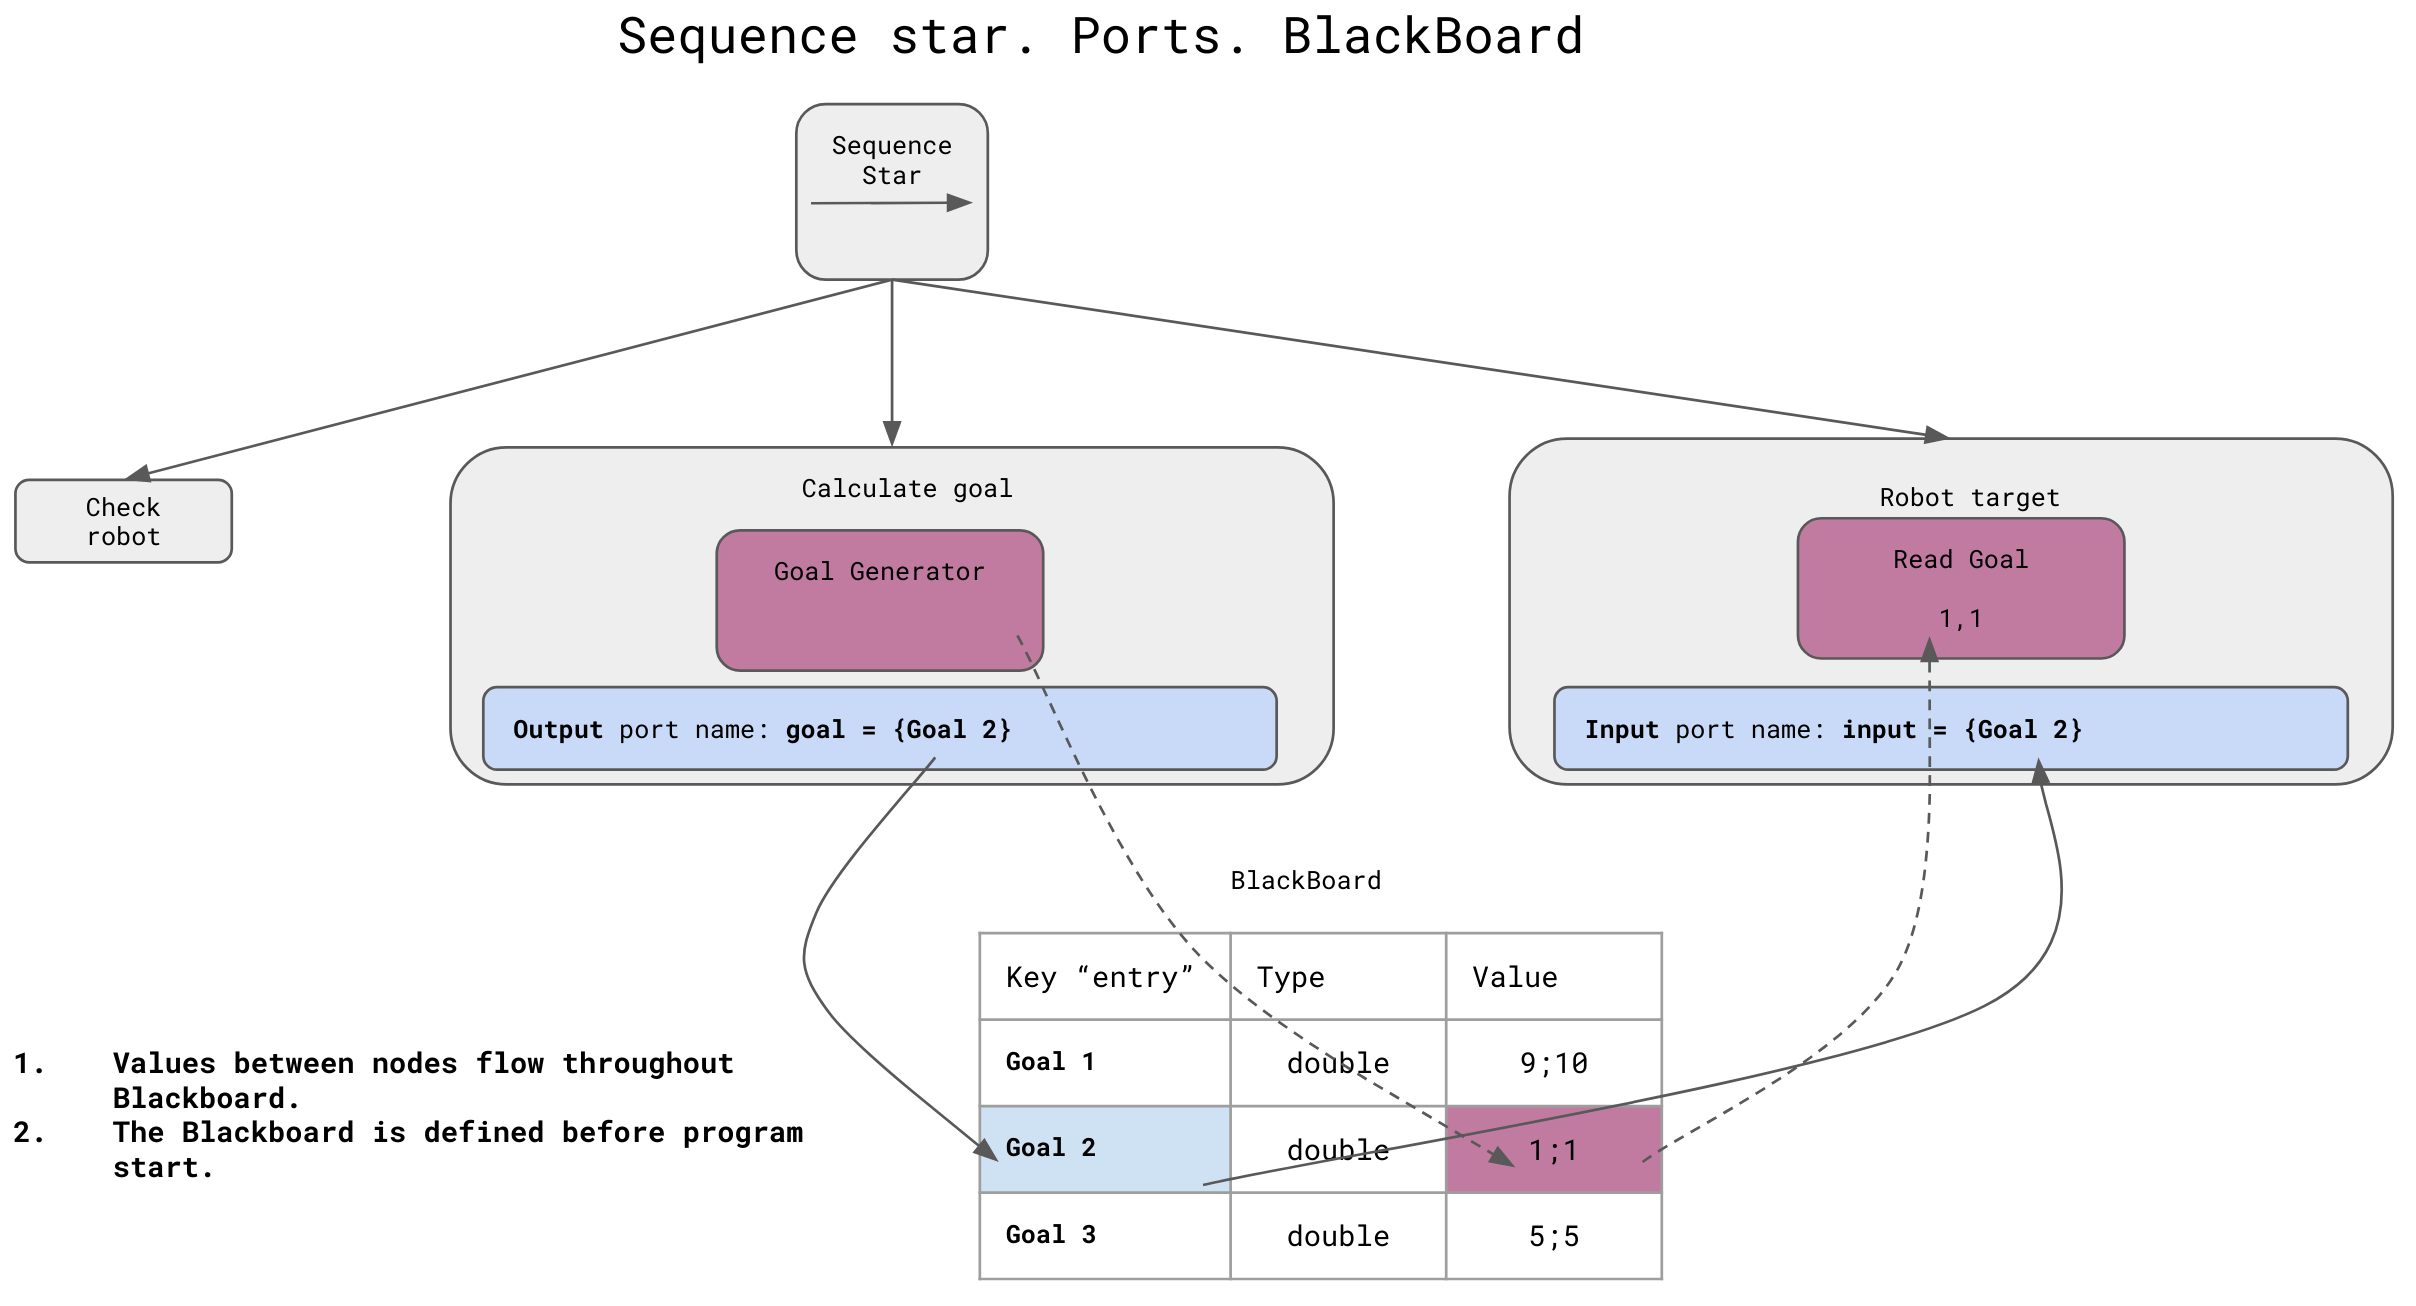 Sequence star. Ports. BlackBoard
Sequence
Star
Check
robot
Calculate goal
Goal Generator
Output port name: goal = {Goal 2}
Robot target
Read Goal
1,1
Input port name: input = {Goal 2}
BlackBoard
Key “entry” Type Value
Goal 1 double 9;10
Goal 2 double 1;1
Goal 3 double 5;5
1. Values between nodes flow throughout
Blackboard.
2. The Blackboard is defined before program
start.